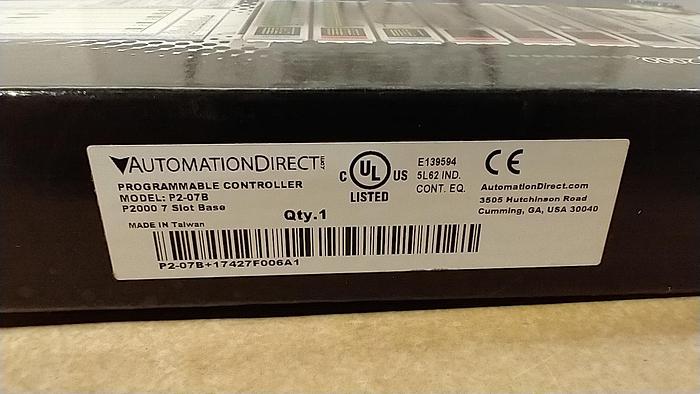 2000
AUTOMATIONDIRECT.com
PROGRAMMABLE CONTROLLER
MODEL: P2-07B
P2000 7 Slot Base
Qty.1
MADE IN Taiwan
P2-07B+17427F006A1
C UL US
LISTED
E139594
5L62 IND.
CONT. EQ.
CE
AutomationDirect.com
3505 Hutchinson Road
Cumming, GA, USA 30040